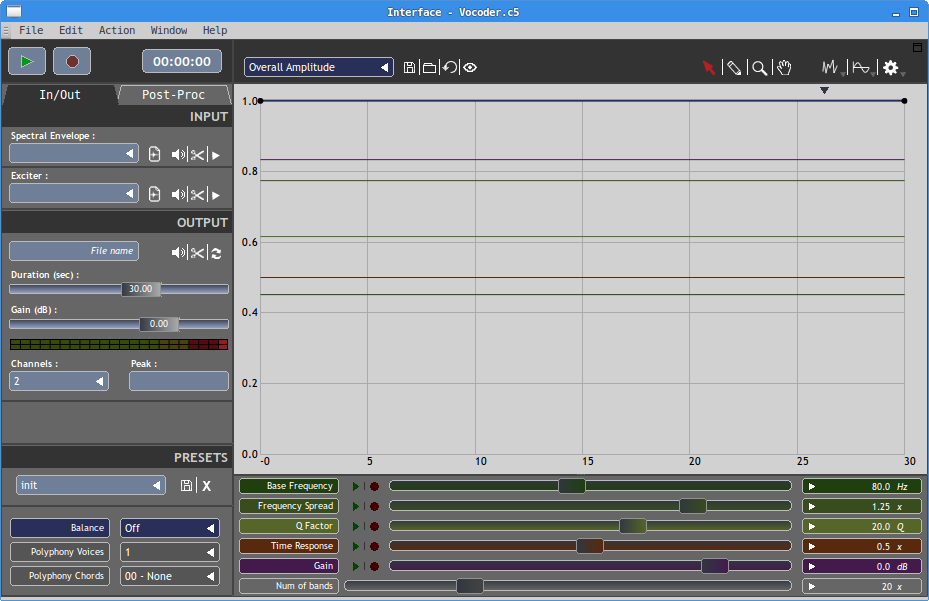 Interface - Vocoder.c5
File Edit Action Window Help
00:00:00
Overall Amplitude
In/Out Post-Proc
INPUT
Spectral Envelope :
Exciter :
OUTPUT
File name
Duration (sec) :
30.00
Gain (dB) :
0.00
Channels : Peak :
2
PRESETS
init
X
Balance Off
Polyphony Voices 1
Polyphony Chords 00 - None
1.0
0.8
0.6
0.4
0.2
0.0
-0 5 10 15 20 25 30
Base Frequency 80.0 Hz
Frequency Spread 1.25 x
Q Factor 20.0 Q
Time Response 0.5 x
Gain 0.0 dB
Num of bands 20 x